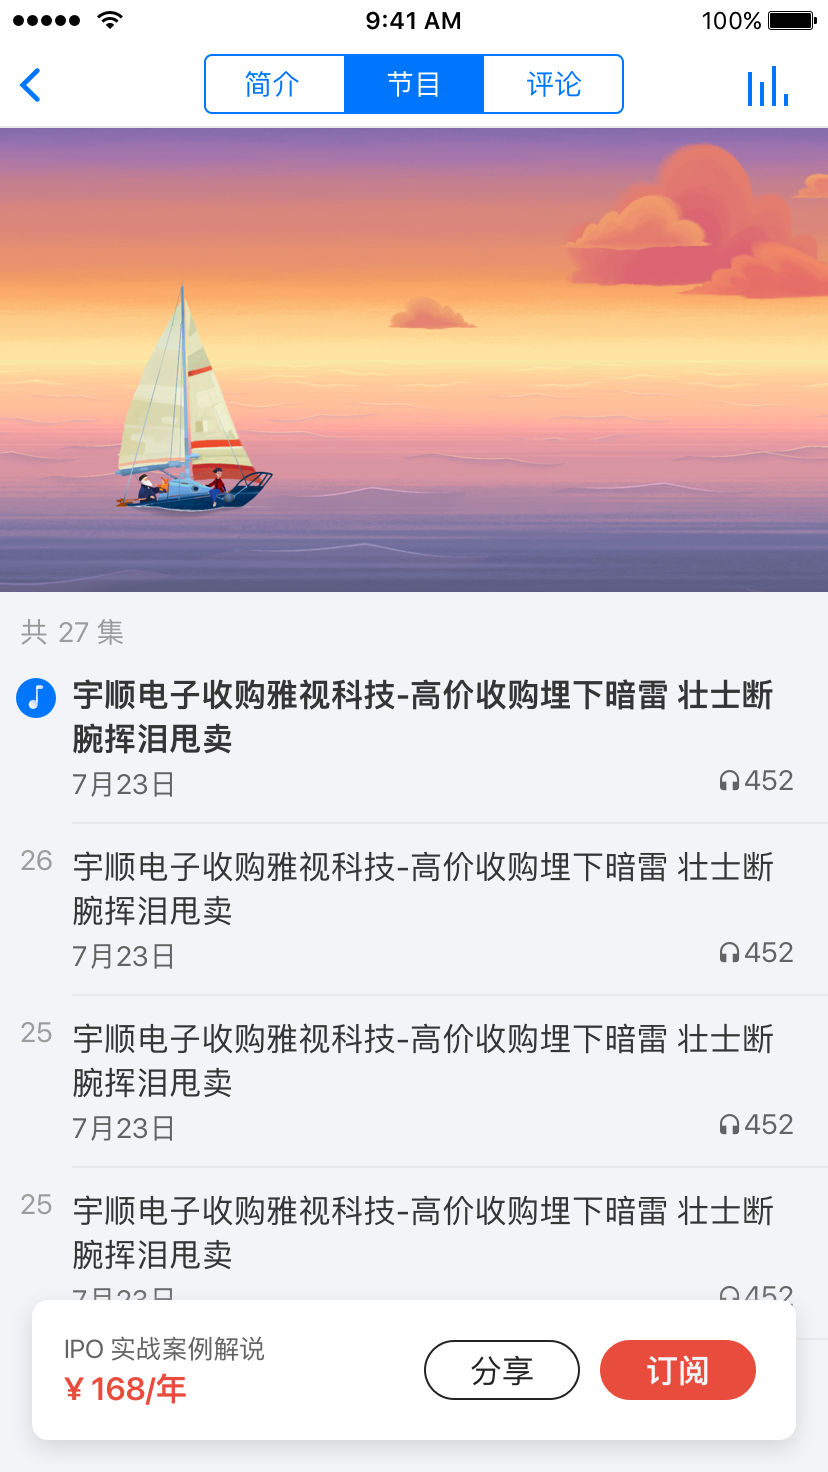 9:41 AM
100%
简介
节目
评论
共 27 集
宇顺电子收购雅视科技-高价收购埋下暗雷 壮士断
腕挥泪甩卖
7月23日
452
26
宇顺电子收购雅视科技-高价收购埋下暗雷 壮士断
腕挥泪甩卖
7月23日
452
25
宇顺电子收购雅视科技-高价收购埋下暗雷 壮士断
腕挥泪甩卖
7月23日
452
25
宇顺电子收购雅视科技-高价收购埋下暗雷 壮士断
腕挥泪甩卖
7月23日
452
IPO 实战案例解说
¥ 168/年
分享
订阅